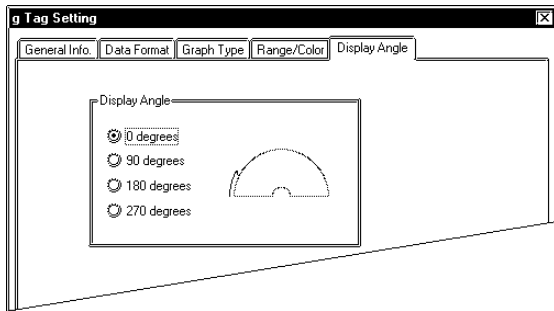 g Tag Setting
General Info. Data Format Graph Type Range/Color Display Angle
Display Angle
0 degrees
90 degrees
180 degrees
270 degrees